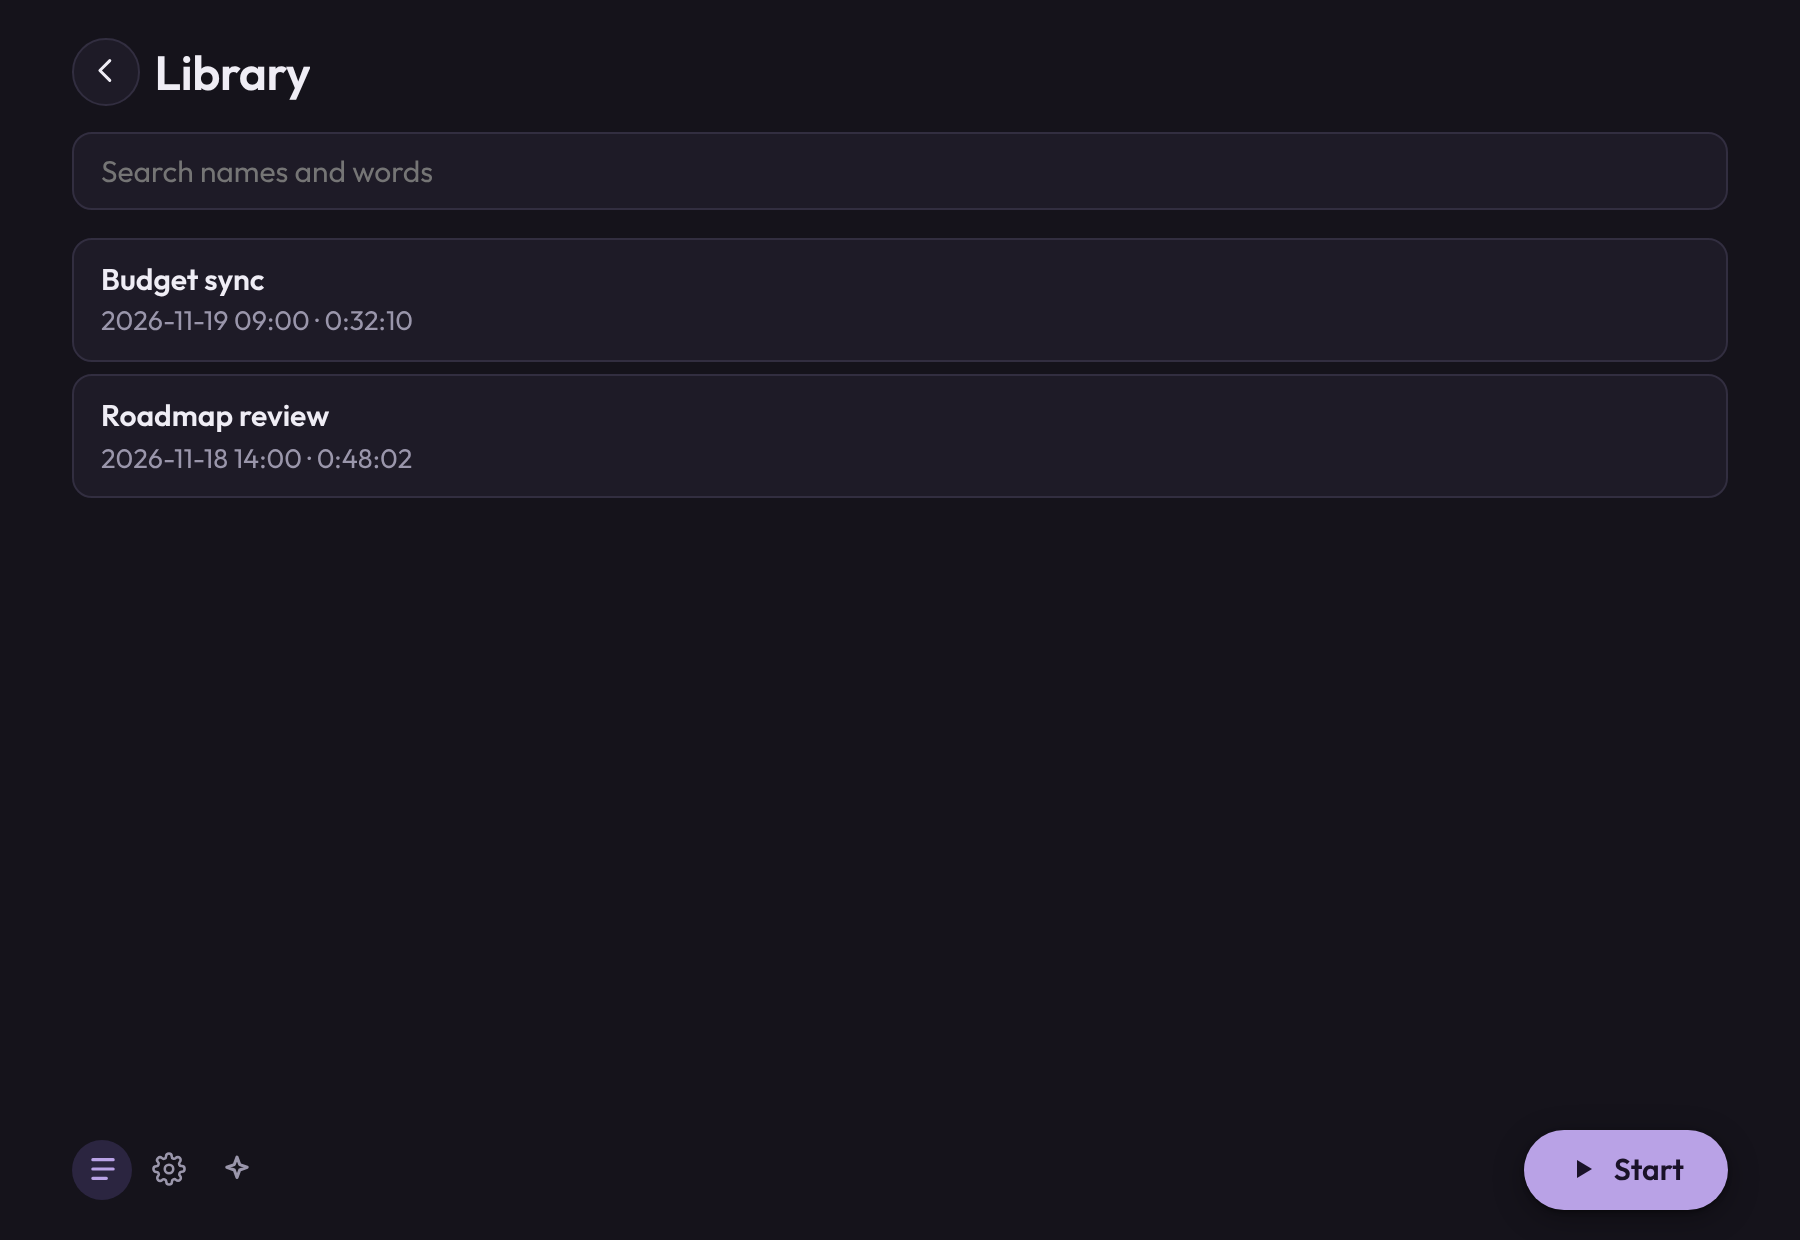 Library
Search names and words
Budget sync
2026-11-19 09:00 · 0:32:10
Roadmap review
2026-11-18 14:00 · 0:48:02
Start